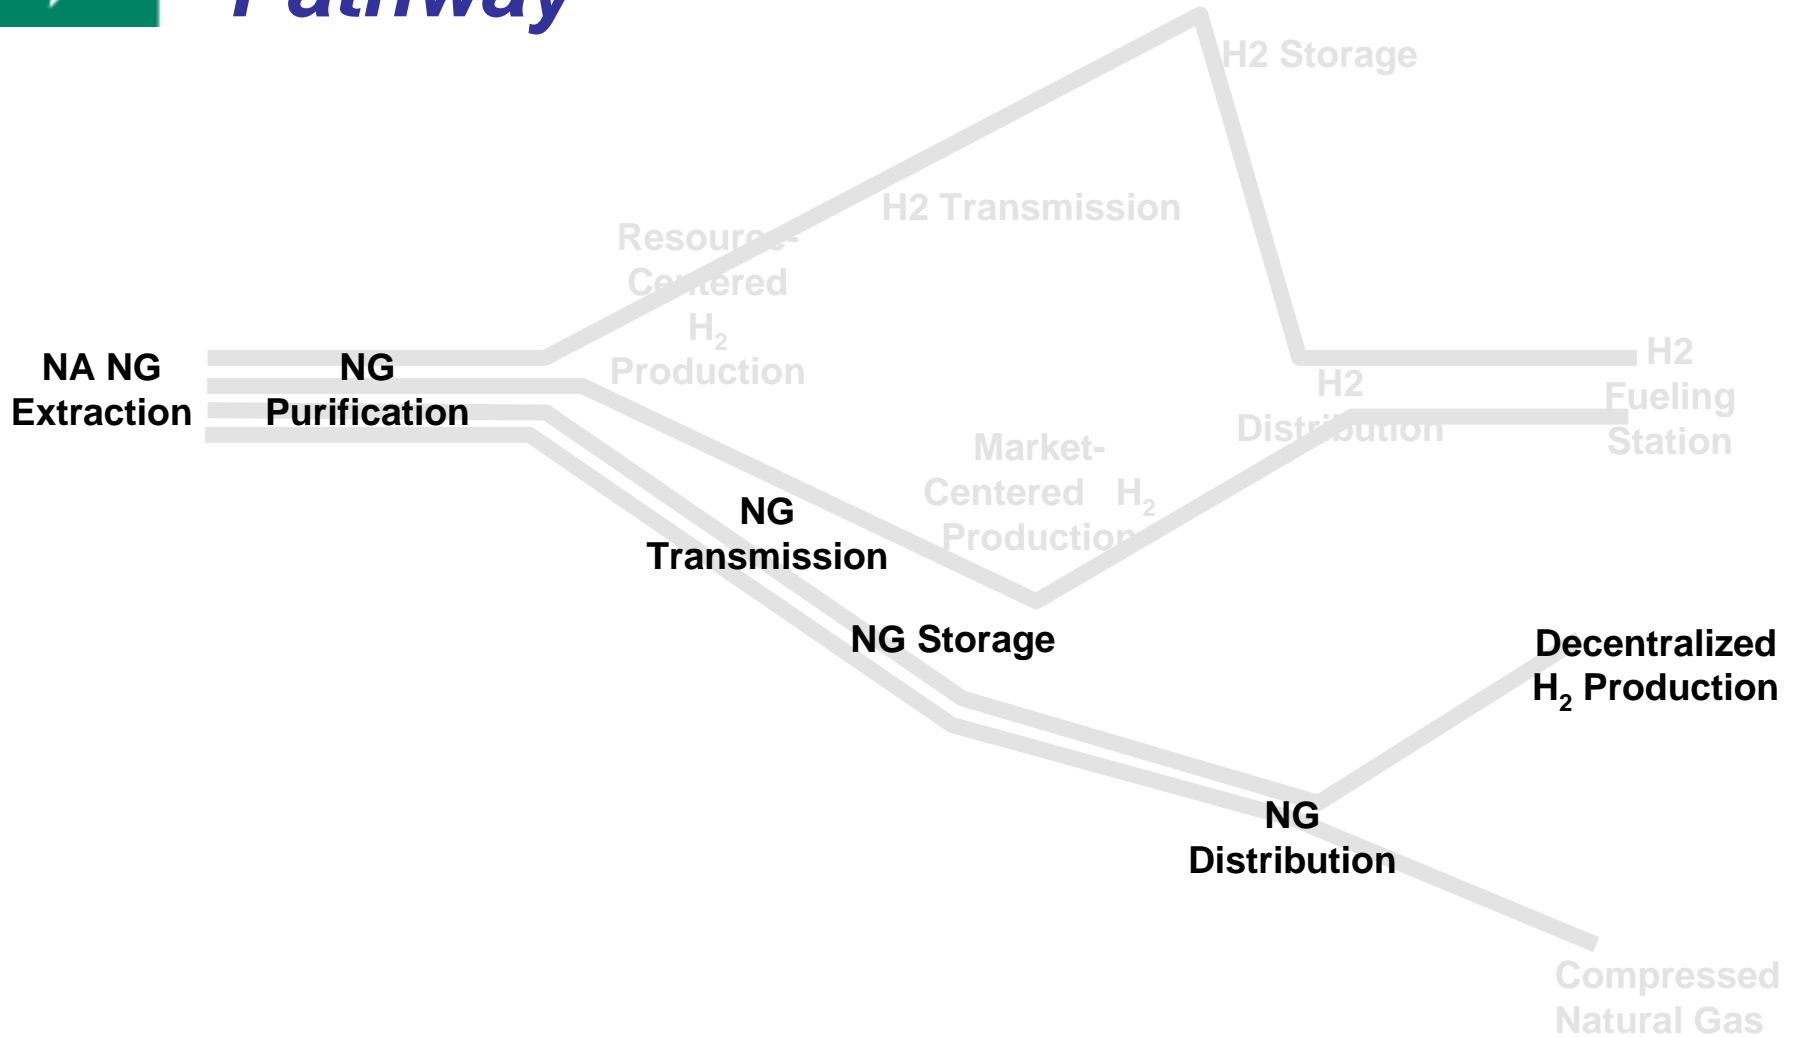 Pathway
H2 Storage
H2 Transmission
Resource-
Centered
H₂
Production
NA NG
Extraction
NG
Purification
H2
Fueling
Station
H2
Distribution
Market-
Centered H₂
Production
NG
Transmission
NG Storage
Decentralized
H₂ Production
NG
Distribution
Compressed
Natural Gas